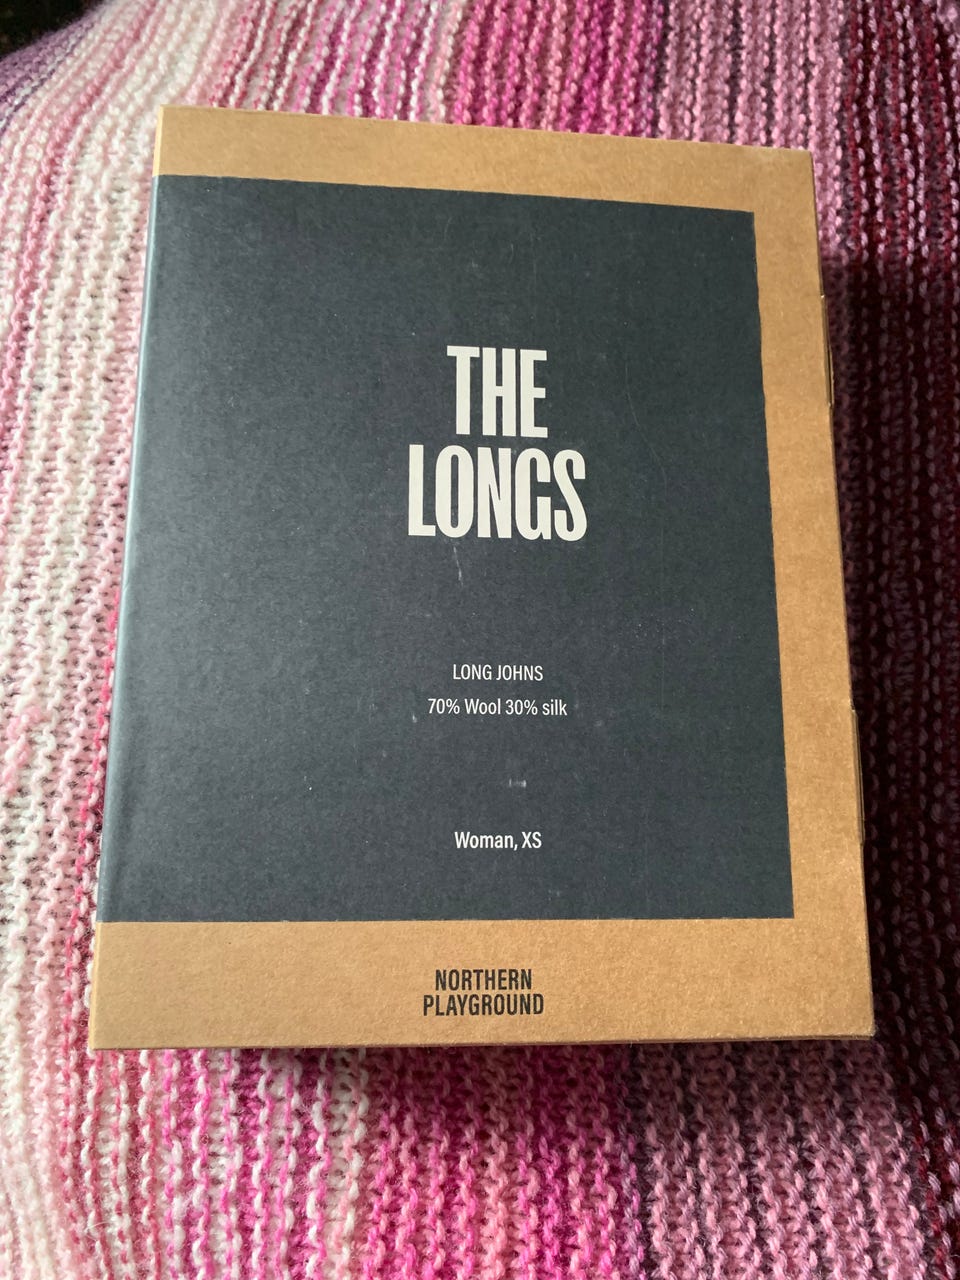 THE
LONGS
LONG JOHNS
70% Wool 30% silk
Woman, XS
NORTHERN
PLAYGROUND